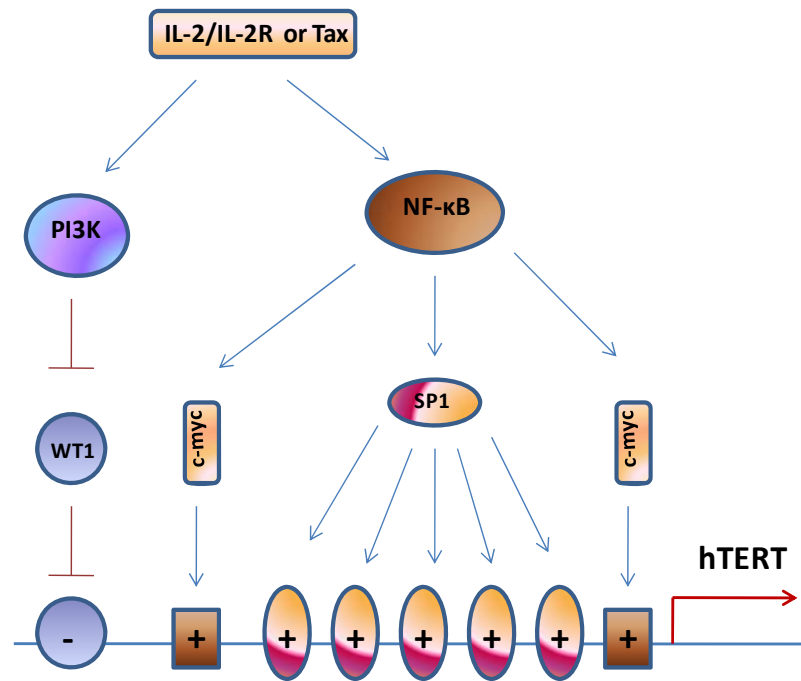 IL-2/IL-2R or Tax
PI3K
NF-κB
WT1
c-myc
SP1
c-myc
hTERT
-
+
+
+
+
+
+
+